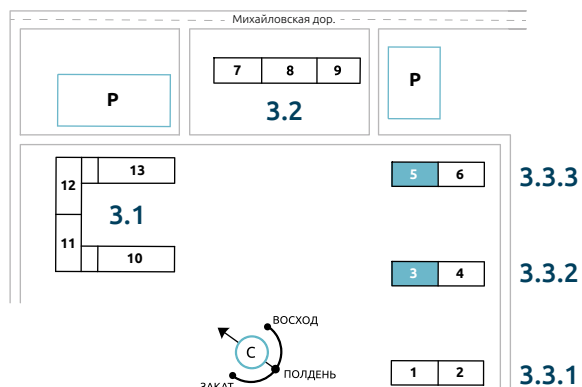 Михайловская дор.
7 8 9
P
P
3.2
13
5 6
3.3.3
12
3.1
11
10
3 4
3.3.2
ВОСХОД
С
ПОЛДЕНЬ
1 2
3.3.1
ЗАКАТ